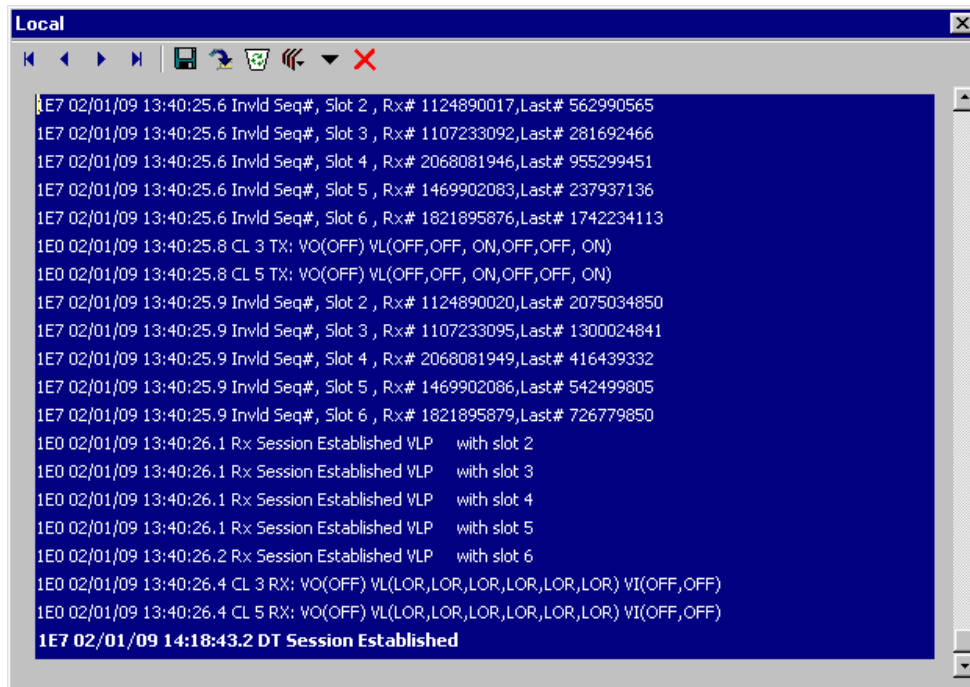 Local
1E7 02/01/09 13:40:25.6 Invld Seq#, Slot 2 , Rx# 1124890017,Last# 562990565
1E7 02/01/09 13:40:25.6 Invld Seq#, Slot 3 , Rx# 1107233092,Last# 281692466
1E7 02/01/09 13:40:25.6 Invld Seq#, Slot 4 , Rx# 2068081946,Last# 955299451
1E7 02/01/09 13:40:25.6 Invld Seq#, Slot 5 , Rx# 1469902083,Last# 237937136
1E7 02/01/09 13:40:25.6 Invld Seq#, Slot 6 , Rx# 1821895876,Last# 1742234113
1E0 02/01/09 13:40:25.8 CL 3 TX: VO(OFF) VL(OFF,OFF, ON,OFF,OFF, ON)
1E0 02/01/09 13:40:25.8 CL 5 TX: VO(OFF) VL(OFF,OFF, ON,OFF,OFF, ON)
1E7 02/01/09 13:40:25.9 Invld Seq#, Slot 2 , Rx# 1124890020,Last# 2075034850
1E7 02/01/09 13:40:25.9 Invld Seq#, Slot 3 , Rx# 1107233095,Last# 1300024841
1E7 02/01/09 13:40:25.9 Invld Seq#, Slot 4 , Rx# 2068081949,Last# 416439332
1E7 02/01/09 13:40:25.9 Invld Seq#, Slot 5 , Rx# 1469902086,Last# 542499805
1E7 02/01/09 13:40:25.9 Invld Seq#, Slot 6 , Rx# 1821895879,Last# 726779850
1E0 02/01/09 13:40:26.1 Rx Session Established VLP    with slot 2
1E0 02/01/09 13:40:26.1 Rx Session Established VLP    with slot 3
1E0 02/01/09 13:40:26.1 Rx Session Established VLP    with slot 4
1E0 02/01/09 13:40:26.1 Rx Session Established VLP    with slot 5
1E0 02/01/09 13:40:26.2 Rx Session Established VLP    with slot 6
1E0 02/01/09 13:40:26.4 CL 3 RX: VO(OFF) VL(LOR,LOR,LOR,LOR,LOR,LOR) VI(OFF,OFF)
1E0 02/01/09 13:40:26.4 CL 5 RX: VO(OFF) VL(LOR,LOR,LOR,LOR,LOR,LOR) VI(OFF,OFF)
1E7 02/01/09 14:18:43.2 DT Session Established